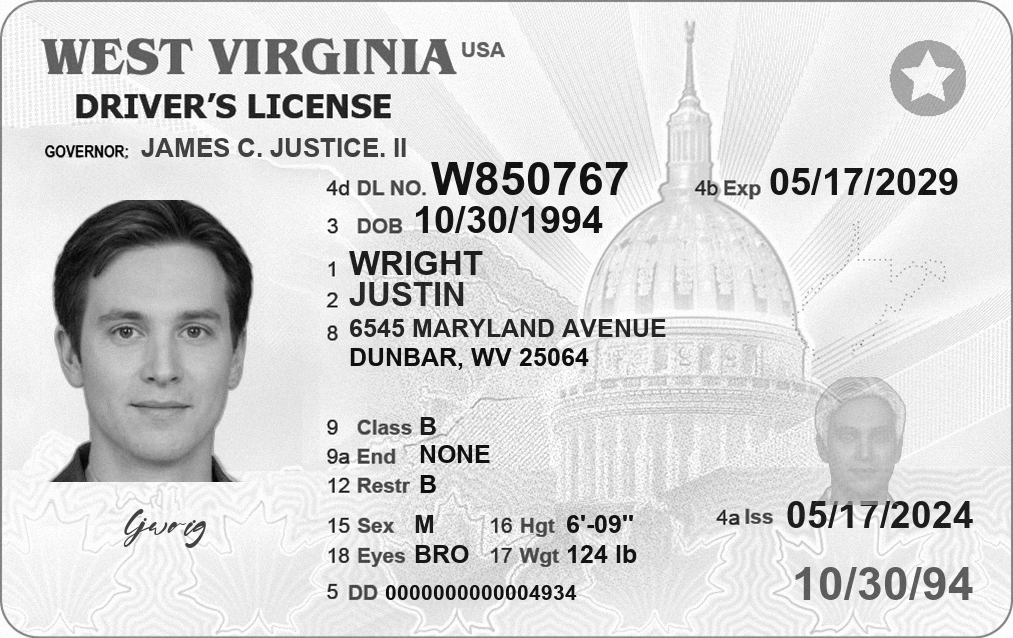 WEST VIRGINIA USA
DRIVER'S LICENSE
GOVERNOR: JAMES C. JUSTICE. II
4d DL NO. W850767 4b Exp 05/17/2029
3 DOB 10/30/1994
1 WRIGHT
2 JUSTIN
8 6545 MARYLAND AVENUE
DUNBAR, WV 25064
9 Class B
9a End NONE
12 Restr B
15 Sex M 16 Hgt 6'-09" 4a Iss 05/17/2024
18 Eyes BRO 17 Wgt 124 lb
5 DD 0000000000004934
10/30/94